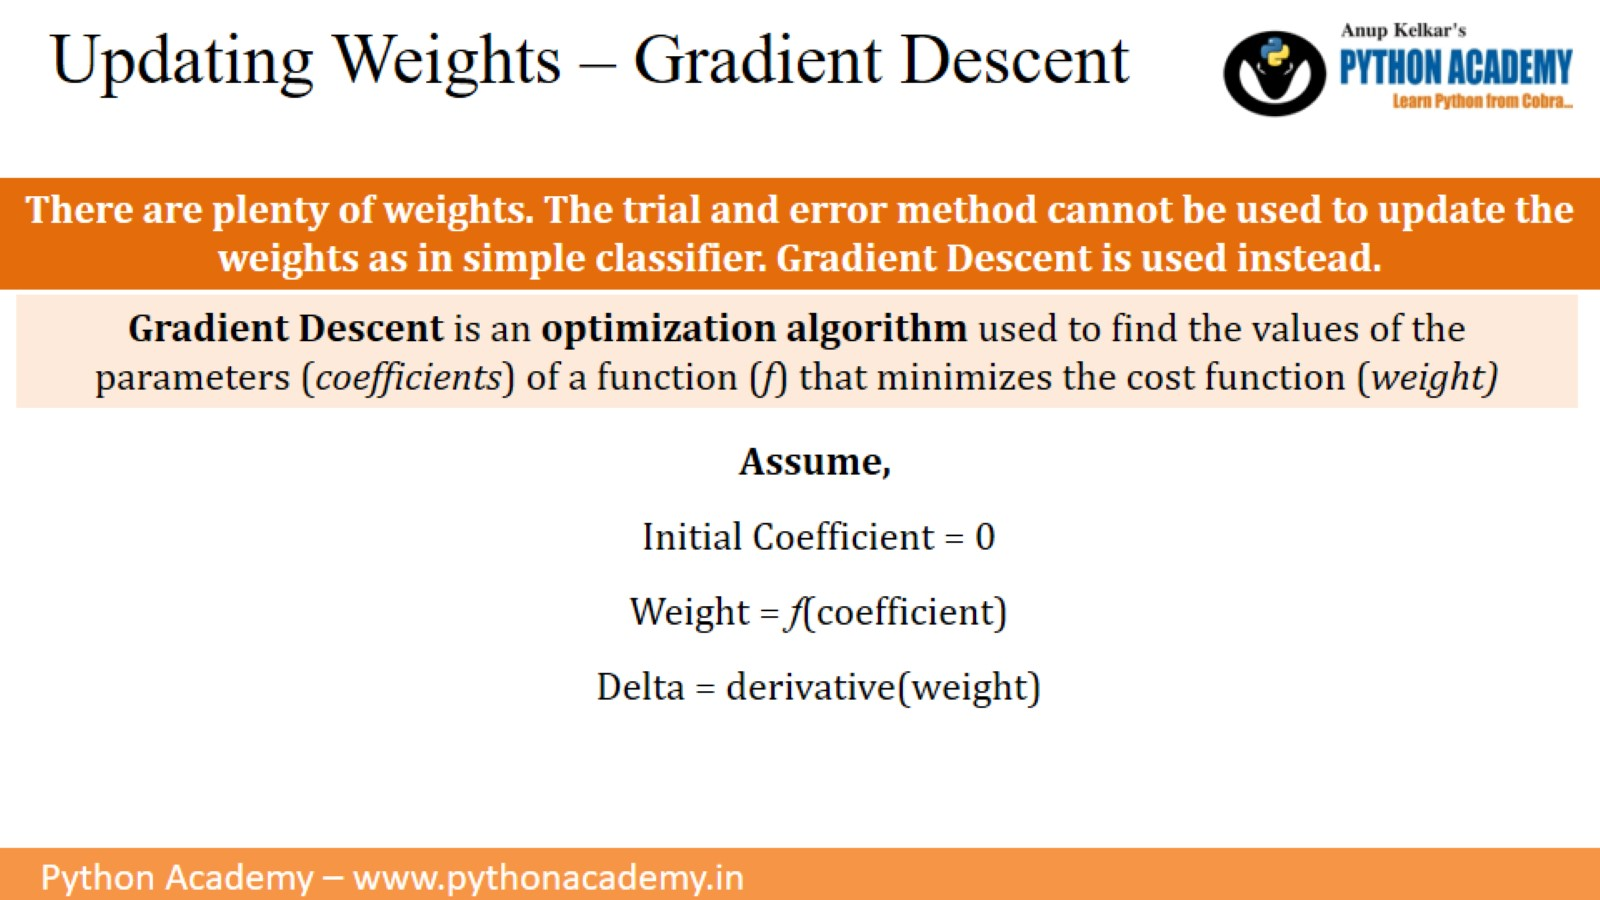 Updating Weights – Gradient Descent
Anup Kelkar's
PYTHON ACADEMY
Learn Python from Cobra...
There are plenty of weights. The trial and error method cannot be used to update the
weights as in simple classifier. Gradient Descent is used instead.
Gradient Descent is an optimization algorithm used to find the values of the
parameters (coefficients) of a function (f) that minimizes the cost function (weight)
Assume,
Initial Coefficient = 0
Weight = f(coefficient)
Delta = derivative(weight)
Python Academy – www.pythonacademy.in